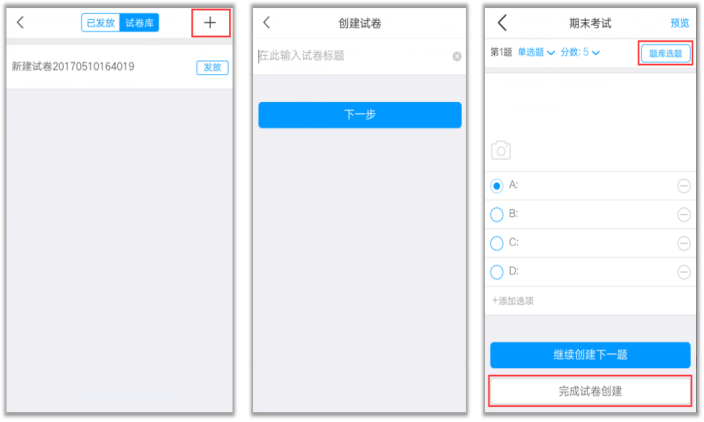 已发放 试卷库
新建试卷20170510164019 发放
创建试卷
在此输入试卷标题
下一步
期末考试 预览
第1题 单选题 分数: 5 题库选题
A:
B:
C:
D:
+添加选项
继续创建下一题
完成试卷创建